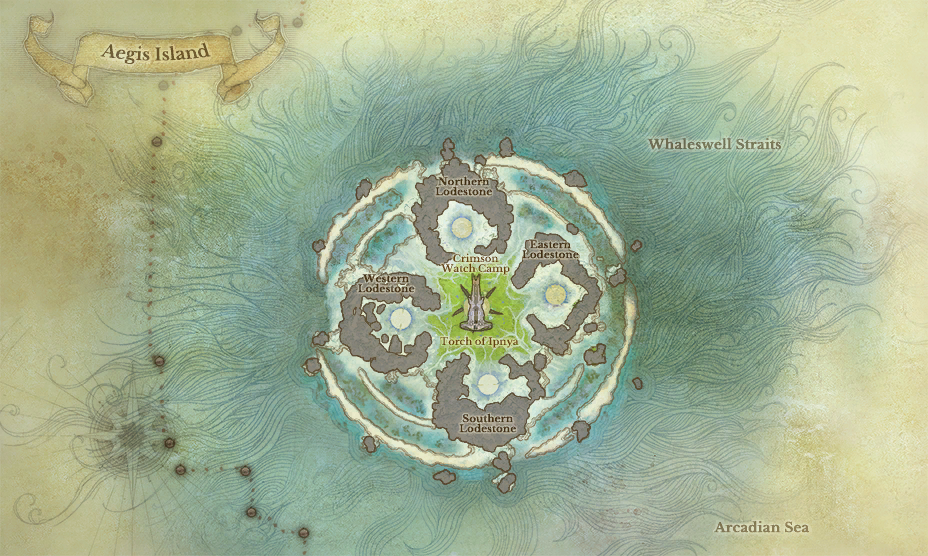 Aegis Island
Whaleswell Straits
Northern
Lodestone
Eastern
Lodestone
Crimson
Watch Camp
Western
Lodestone
Torch of Ipnya
Southern
Lodestone
Arcadian Sea